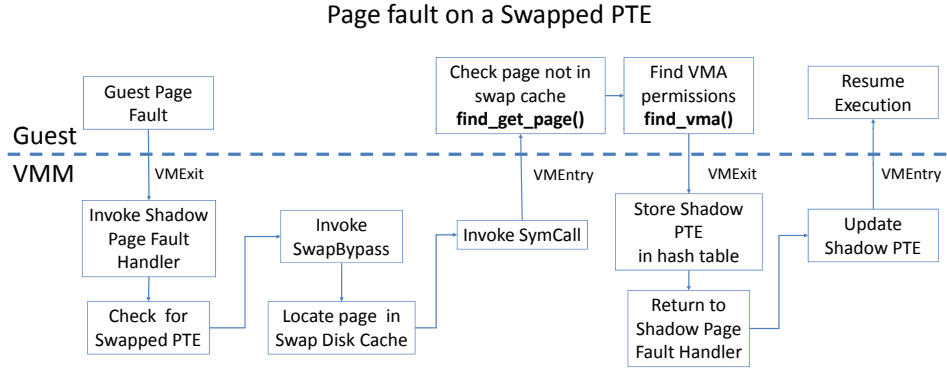 Page fault on a Swapped PTE
Guest Page
Fault
Check page not in
swap cache
find_get_page()
Find VMA
permissions
find_vma()
Resume
Execution
Guest
VMM
VMExit
VMEntry
VMExit
VMEntry
Invoke Shadow
Page Fault
Handler
Invoke
SwapBypass
Invoke SymCall
Store Shadow
PTE
in hash table
Update
Shadow PTE
Check for
Swapped PTE
Locate page in
Swap Disk Cache
Return to
Shadow Page
Fault Handler